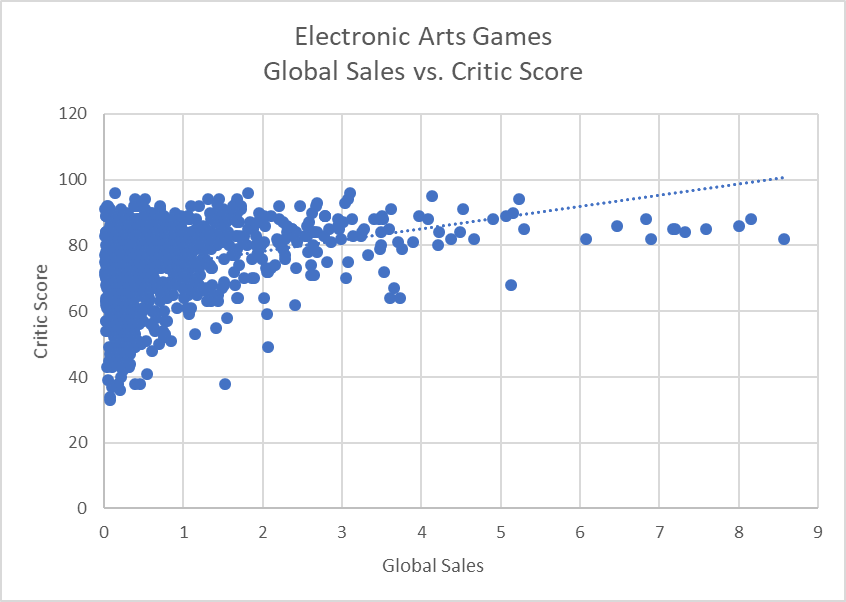 Electronic Arts Games
Global Sales vs. Critic Score
120
100
80
60
40
20
0
Critic Score
0 1 2 3 4 5 6 7 8 9
Global Sales